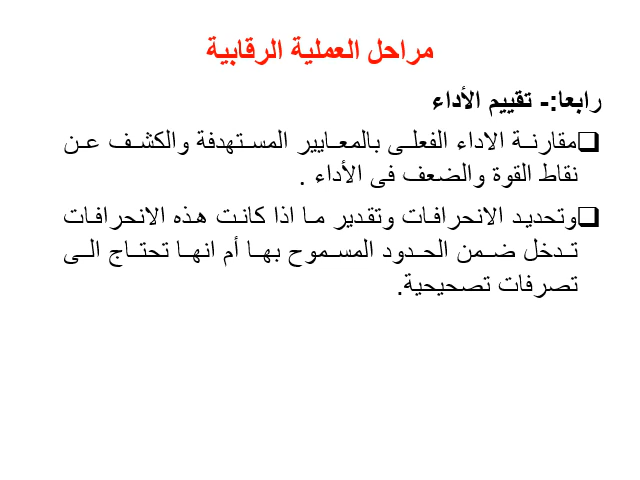 مراحل العملية الرقابية
رابعا:- تقييم الأداء
❑مقارنة الاداء الفعلى بالمعايير المستهدفة والكشف عن
نقاط القوة والضعف فى الأداء .
❑وتحديد الانحرافات وتقدير ما اذا كانت هذه الانحرافات
تدخل ضمن الحدود المسموح بها أم انها تحتاج الى
تصرفات تصحيحية.